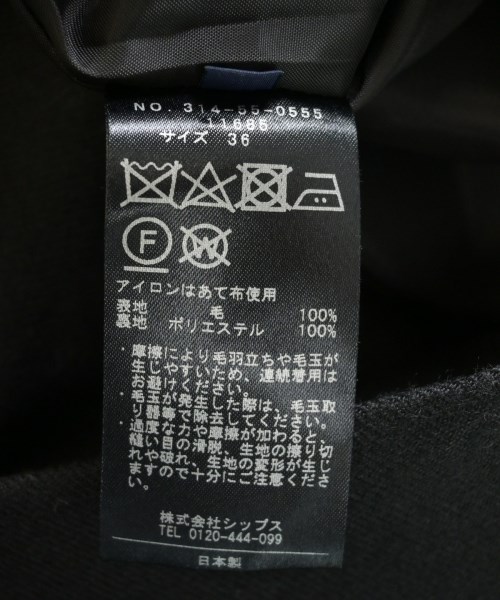 NO. 314-55-0555
11665
サイズ 36
F
W
アイロンはあて布使用
表地 毛 100%
裏地 ポリエステル 100%
・摩擦により毛羽立ちや毛玉が
生じやすいため、連続着用は
お避けください。
・毛玉が発生した際は、毛玉取
り器等で除去してください。
・過度な力や摩擦が加わると、
縫い目の滑脱、生地の擦り切
れや破れ、生地の変形が生じ
ますので十分にご注意くださ
い。
株式会社シップス
TEL 0120-444-099
日本製